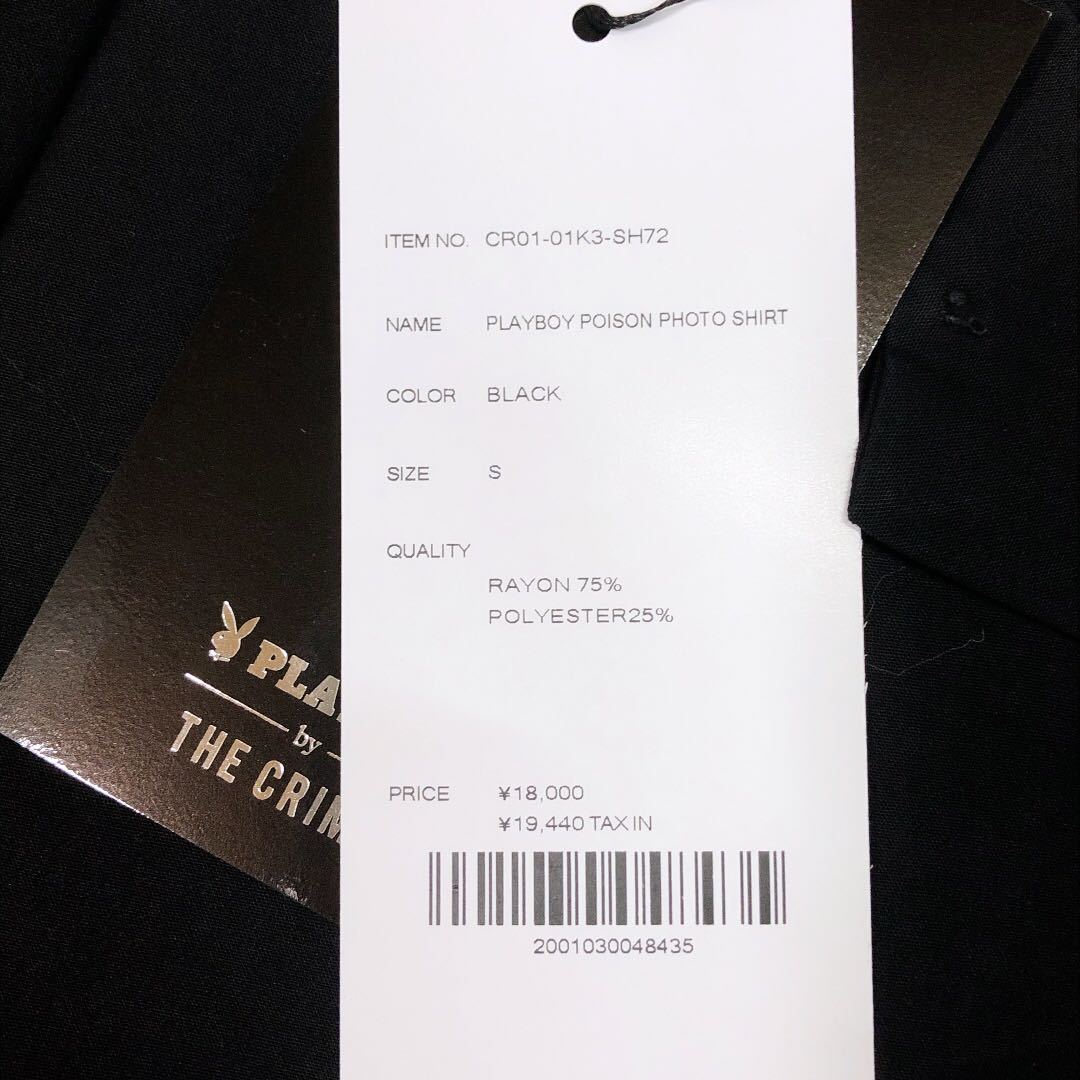 ITEM NO. CR01-01K3-SH72
NAME PLAYBOY POISON PHOTO SHIRT
COLOR BLACK
SIZE S
QUALITY
RAYON 75%
POLYESTER25%
PRICE ¥18,000
¥19,440 TAX IN
2001030048435
PLA
by
THE CRIM